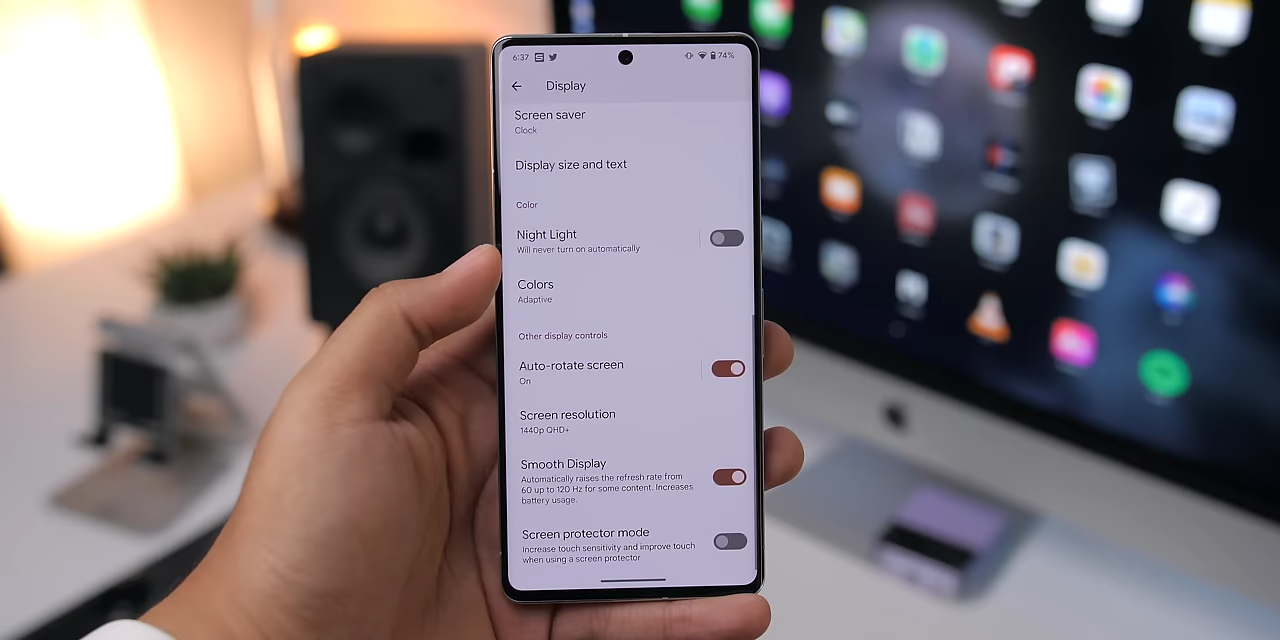 6:37 74%
Display
Screen saver
Clock
Display size and text
Color
Night Light
Will never turn on automatically
Colors
Adaptive
Other display controls
Auto-rotate screen
On
Screen resolution
1440p QHD+
Smooth Display
Automatically raises the refresh rate from
60 up to 120 Hz for some content. Increases
battery usage.
Screen protector mode
Increase touch sensitivity and improve touch
when using a screen protector